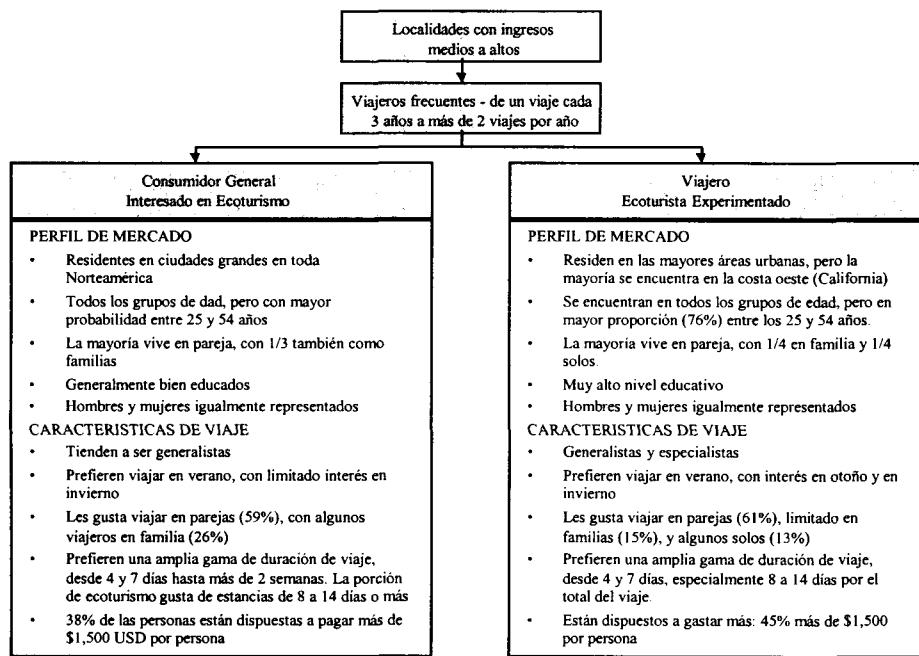 Localidades con ingresos
medios a altos
Viajeros frecuentes - de un viaje cada
3 años a más de 2 viajes por año
Consumidor General
Interesado en Ecoturismo
PERFIL DE MERCADO
• Residentes en ciudades grandes en toda
Norteamérica
• Todos los grupos de dad, pero con mayor
probabilidad entre 25 y 54 años
• La mayoría vive en pareja, con 1/3 también como
familias
• Generalmente bien educados
• Hombres y mujeres igualmente representados
CARACTERISTICAS DE VIAJE
• Tienden a ser generalistas
• Prefieren viajar en verano, con limitado interés en
invierno
• Les gusta viajar en parejas (59%), con algunos
viajeros en familia (26%)
• Prefieren una amplia gama de duración de viaje,
desde 4 y 7 días hasta más de 2 semanas. La porción
de ecoturismo gusta de estancias de 8 a 14 días o más
• 38% de las personas están dispuestas a pagar más de
$1,500 USD por persona
Viajero
Ecoturista Experimentado
PERFIL DE MERCADO
• Residen en las mayores áreas urbanas, pero la
mayoría se encuentra en la costa oeste (California)
• Se encuentran en todos los grupos de edad, pero en
mayor proporción (76%) entre los 25 y 54 años.
• La mayoría vive en pareja, con 1/4 en familia y 1/4
solos.
• Muy alto nivel educativo
• Hombres y mujeres igualmente representados
CARACTERISTICAS DE VIAJE
• Generalistas y especialistas
• Prefieren viajar en verano, con interés en otoño y en
invierno
• Les gusta viajar en parejas (61%), limitado en
familias (15%), y algunos solos (13%)
• Prefieren una amplia gama de duración de viaje,
desde 4 y 7 días, especialmente 8 a 14 días por el
total del viaje.
• Están dispuestos a gastar más: 45% más de $1,500
por persona